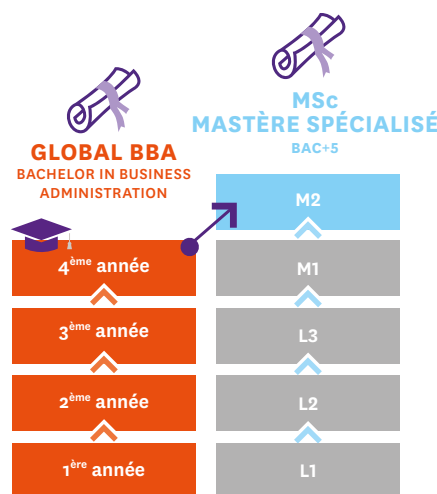 MSc
MASTÈRE SPÉCIALISÉ
BAC+5
GLOBAL BBA
BACHELOR IN BUSINESS
ADMINISTRATION
M2
4ème année
M1
3ème année
L3
2ème année
L2
1ère année
L1